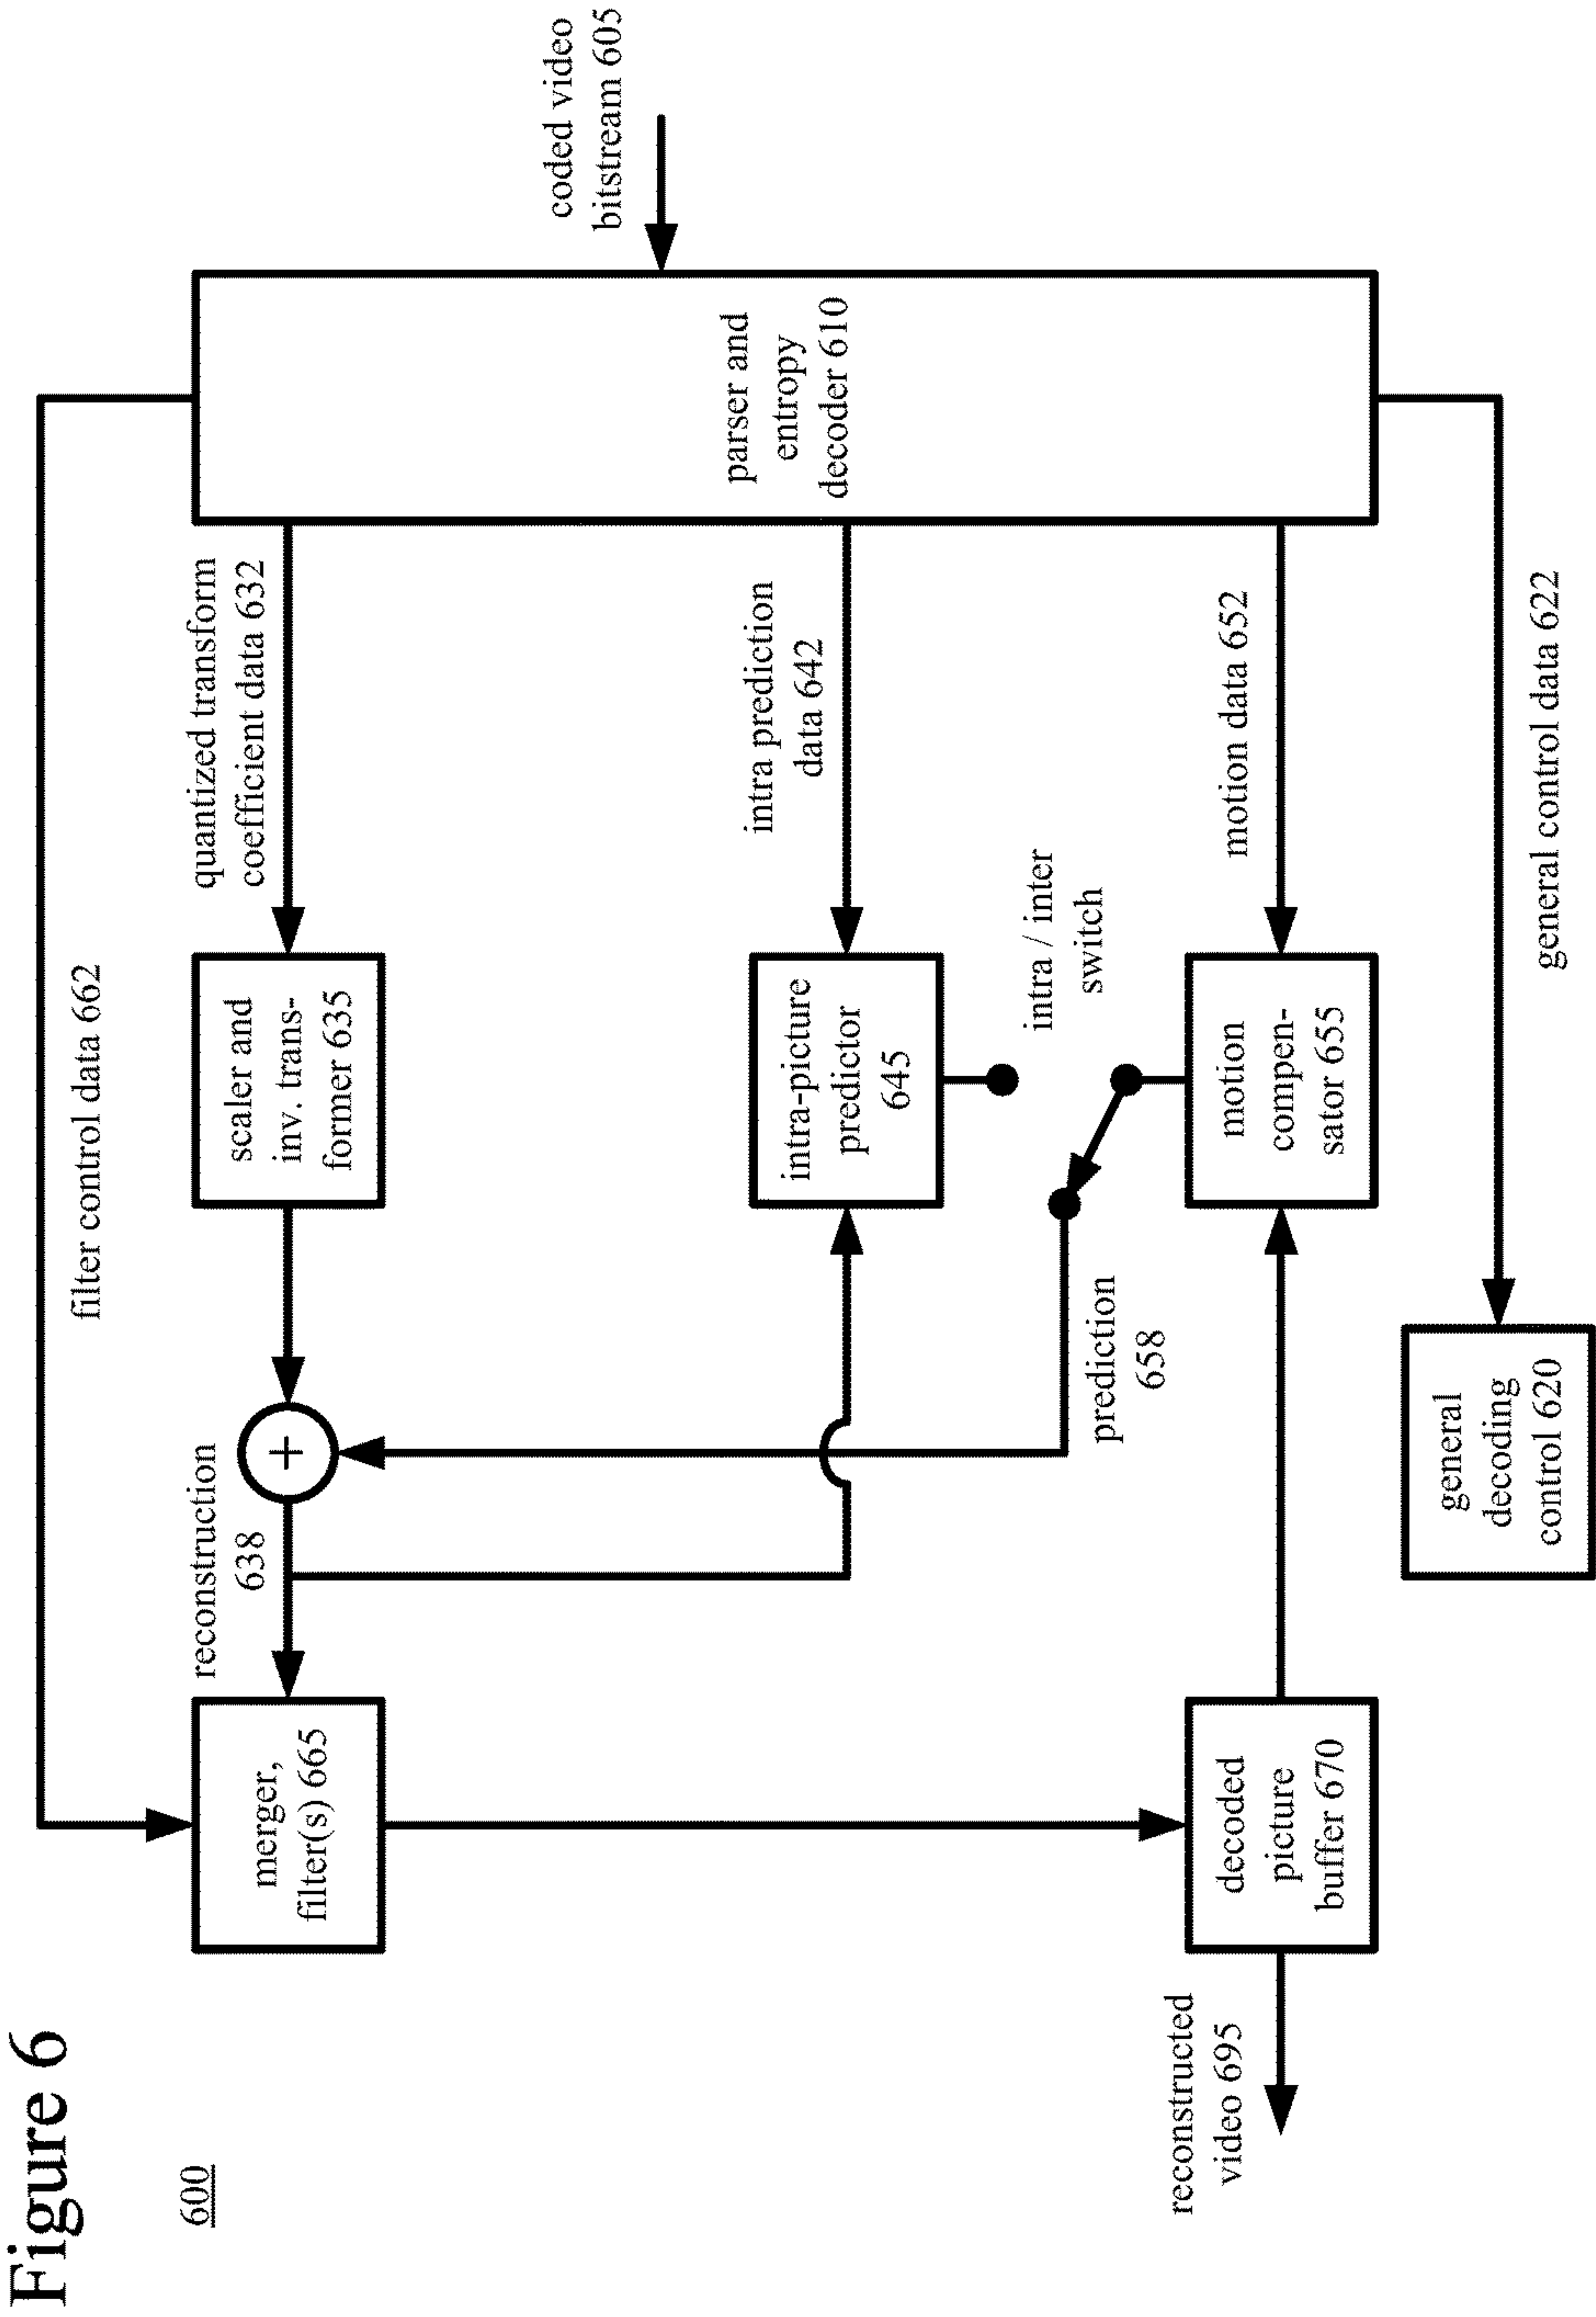 Figure 6
600
coded video
bitstream 605
parser and
entropy
decoder 610
filter control data 662
quantized transform
coefficient data 632
intra prediction
data 642
motion data 652
general control data 622
scaler and
inv. trans-
former 635
intra-picture
predictor
645
intra / inter
switch
motion
compen-
sator 655
+
prediction
658
reconstruction
638
general
decoding
control 620
merger,
filter(s) 665
decoded
picture
buffer 670
reconstructed
video 695